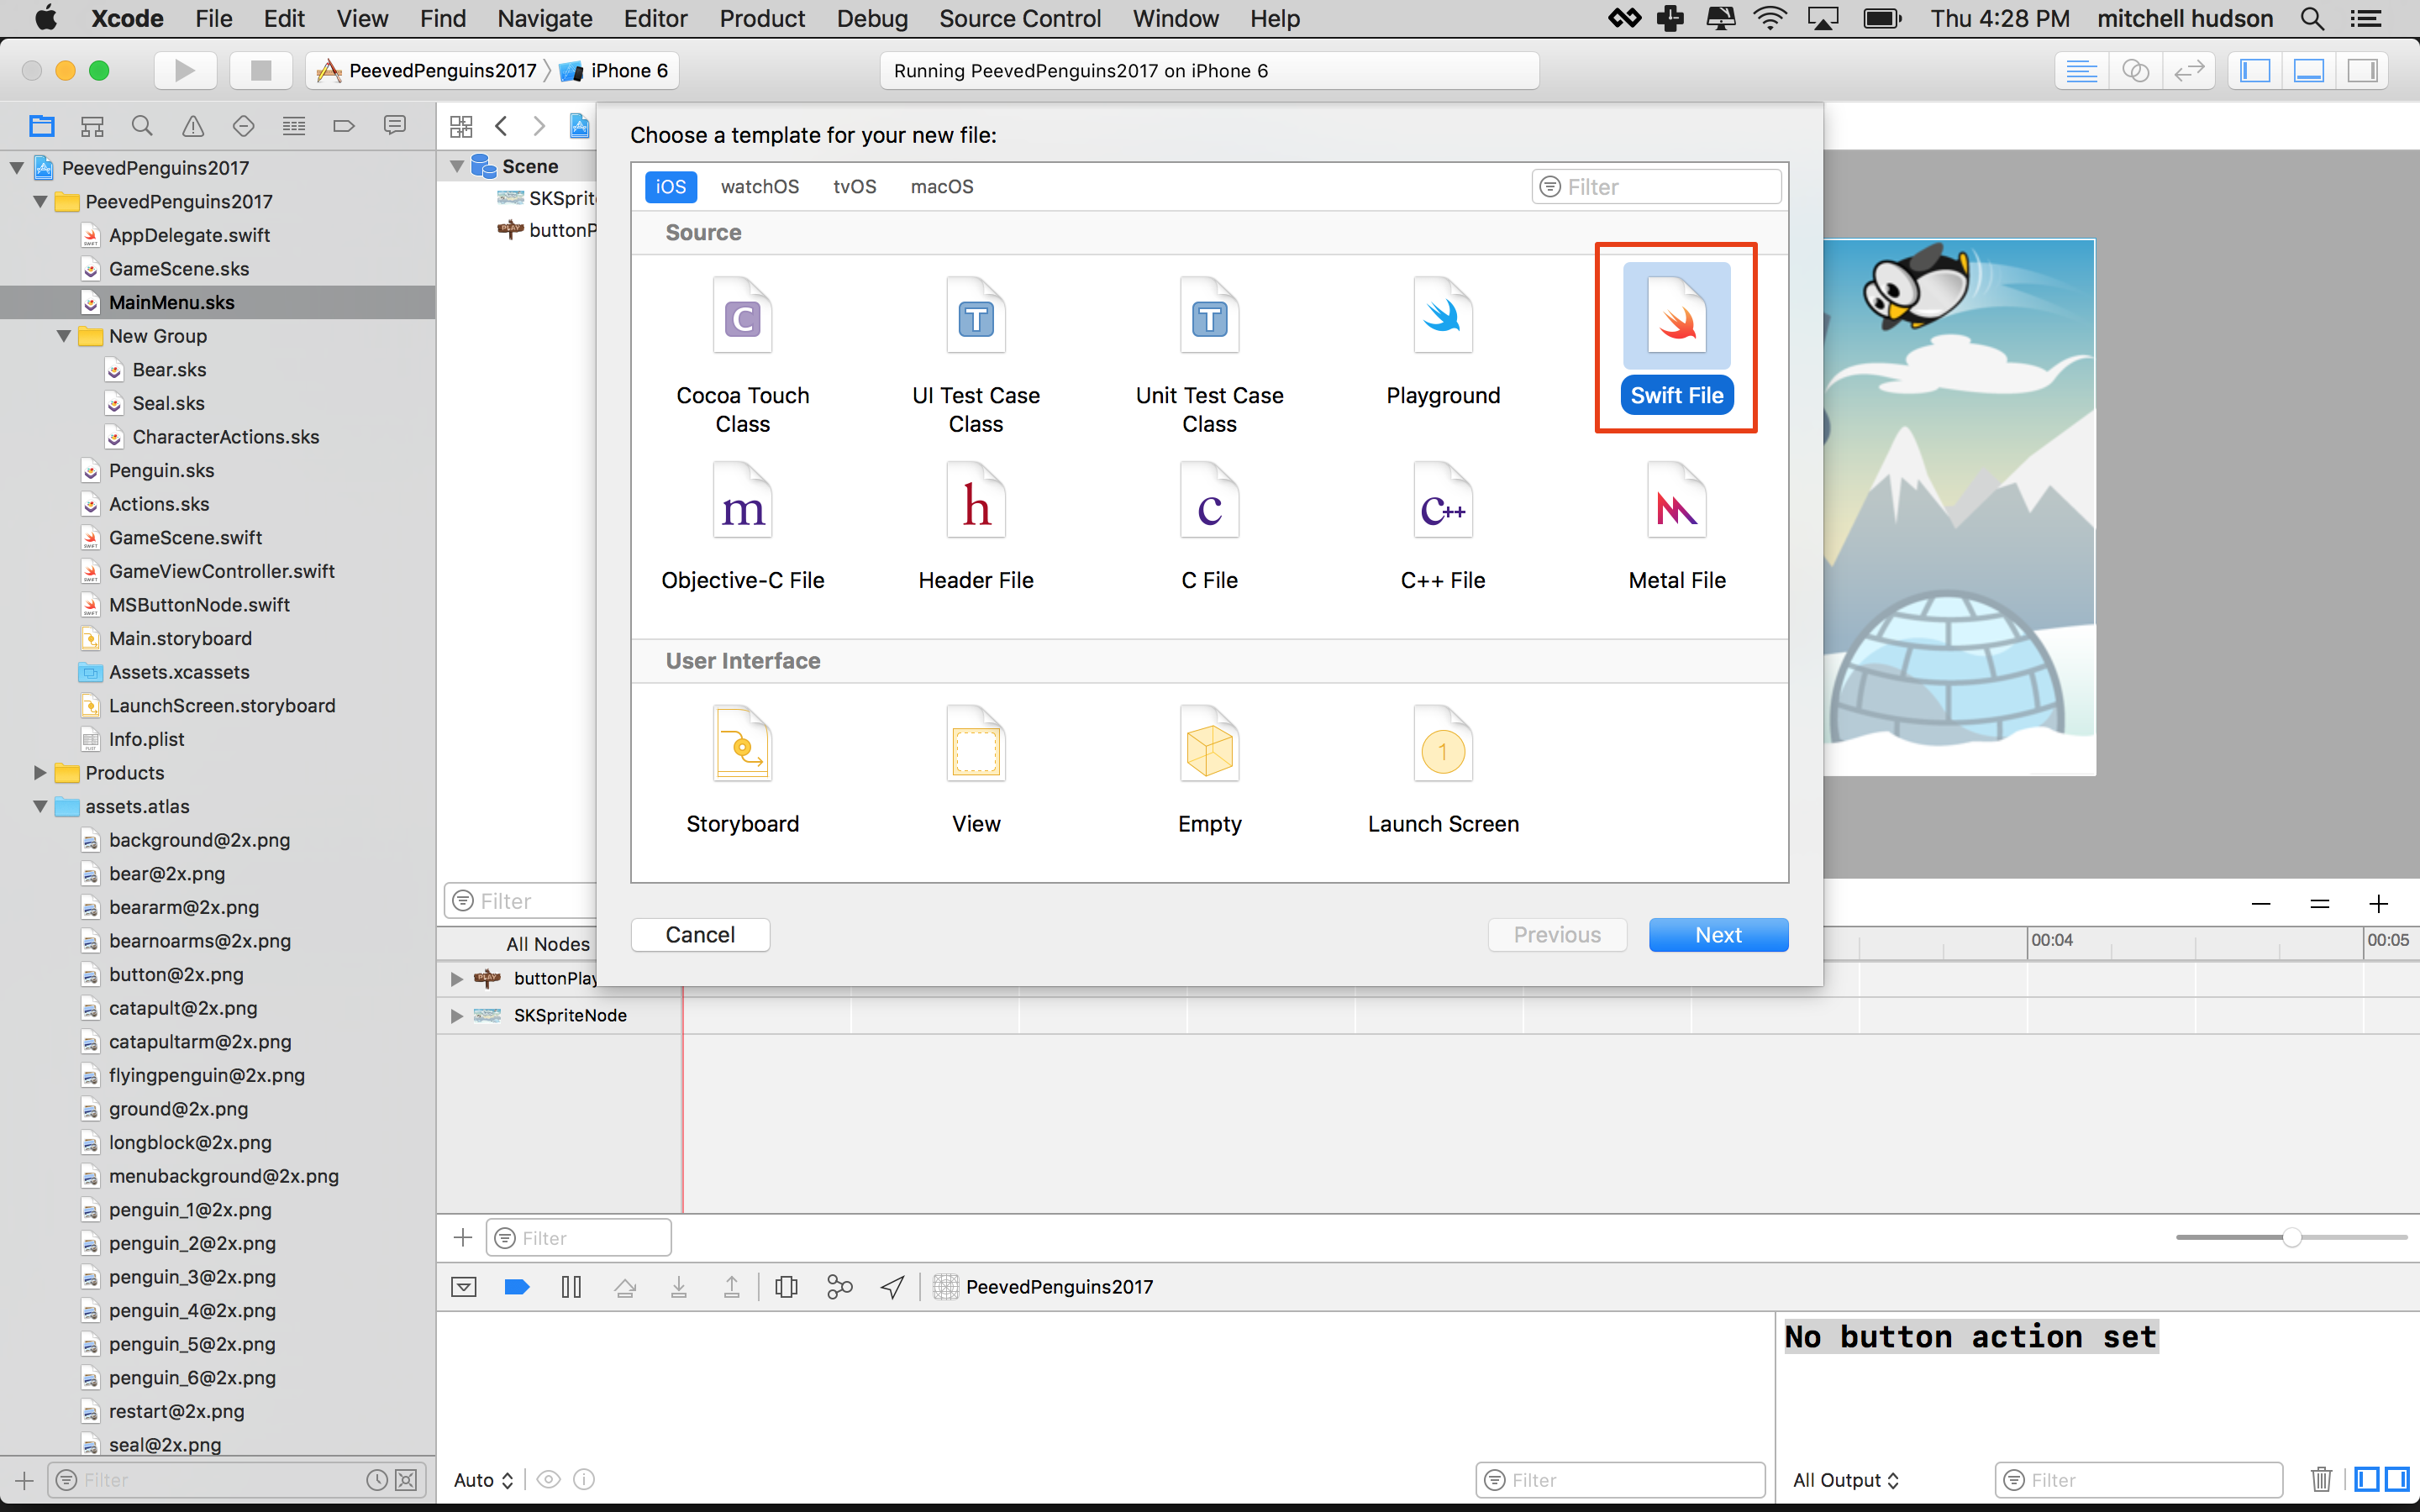 Xcode File Edit View Find Navigate Editor Product Debug Source Control Window Help Thu 4:28 PM mitchell hudson
PeevedPenguins2017 iPhone 6
Running PeevedPenguins2017 on iPhone 6
PeevedPenguins2017
PeevedPenguins2017
AppDelegate.swift
GameScene.sks
MainMenu.sks
New Group
Bear.sks
Seal.sks
CharacterActions.sks
Penguin.sks
Actions.sks
GameScene.swift
GameViewController.swift
MSButtonNode.swift
Main.storyboard
Assets.xcassets
LaunchScreen.storyboard
Info.plist
Products
assets.atlas
background@2x.png
bear@2x.png
beararm@2x.png
bearnoarms@2x.png
button@2x.png
catapult@2x.png
catapultarm@2x.png
flyingpenguin@2x.png
ground@2x.png
longblock@2x.png
menubackground@2x.png
penguin_1@2x.png
penguin_2@2x.png
penguin_3@2x.png
penguin_4@2x.png
penguin_5@2x.png
penguin_6@2x.png
restart@2x.png
seal@2x.png
Filter
Scene
SKSprit
PLAY
buttonP
Filter
Choose a template for your new file:
iOS watchOS tvOS macOS
Filter
Source
C
T
T
Cocoa Touch
Class
UI Test Case
Class
Unit Test Case
Class
Playground
Swift File
m
h
c
c++
Objective-C File
Header File
C File
C++ File
Metal File
User Interface
1
Storyboard
View
Empty
Launch Screen
Cancel
Previous
Next
All Nodes
00:04
00:05
PLAY
buttonPlay
SKSpriteNode
Filter
PeevedPenguins2017
No button action set
Auto
Filter
All Output
Filter